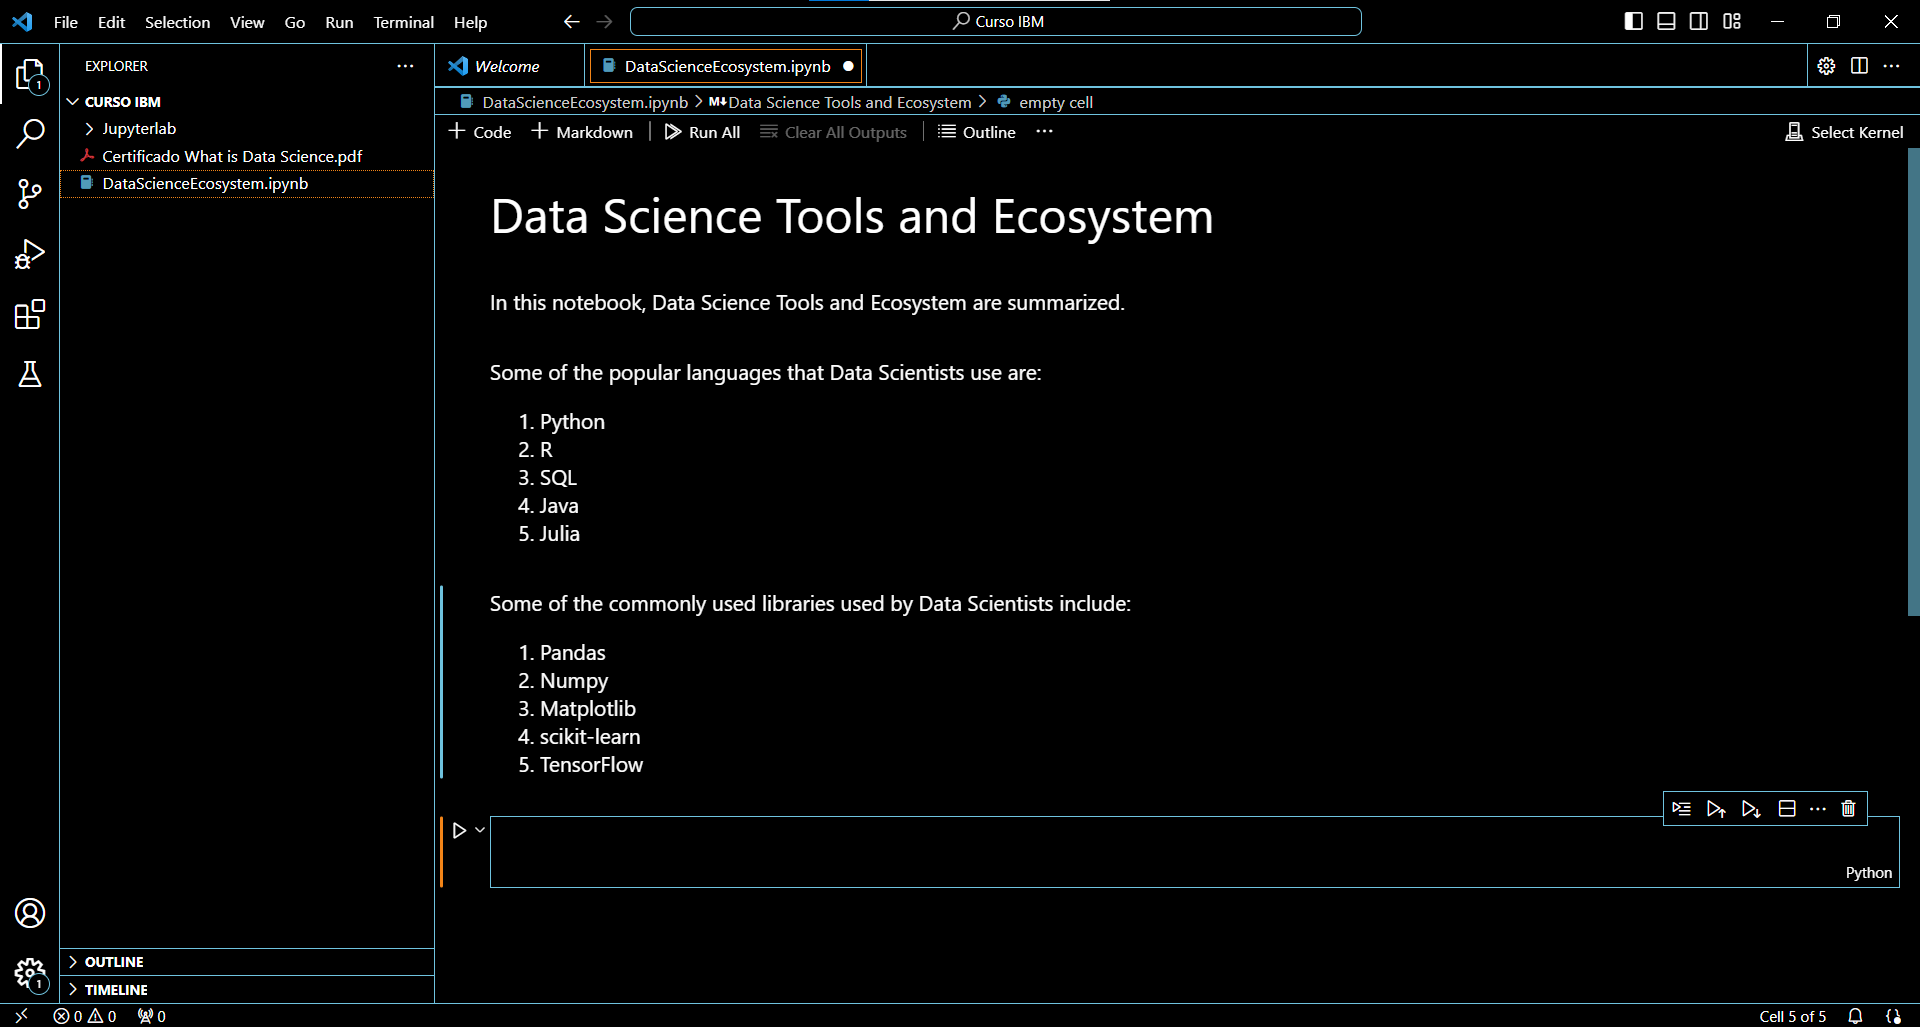 File Edit Selection View Go Run Terminal Help
Curso IBM
EXPLORER
1
CURSO IBM
Jupyterlab
Certificado What is Data Science.pdf
DataScienceEcosystem.ipynb
OUTLINE
TIMELINE
1
Welcome
DataScienceEcosystem.ipynb
DataScienceEcosystem.ipynb > M↓ Data Science Tools and Ecosystem > empty cell
+ Code + Markdown | Run All Clear All Outputs | Outline ···
Select Kernel
Data Science Tools and Ecosystem
In this notebook, Data Science Tools and Ecosystem are summarized.
Some of the popular languages that Data Scientists use are:
1. Python
2. R
3. SQL
4. Java
5. Julia
Some of the commonly used libraries used by Data Scientists include:
1. Pandas
2. Numpy
3. Matplotlib
4. scikit-learn
5. TensorFlow
Python
0 0 0
Cell 5 of 5